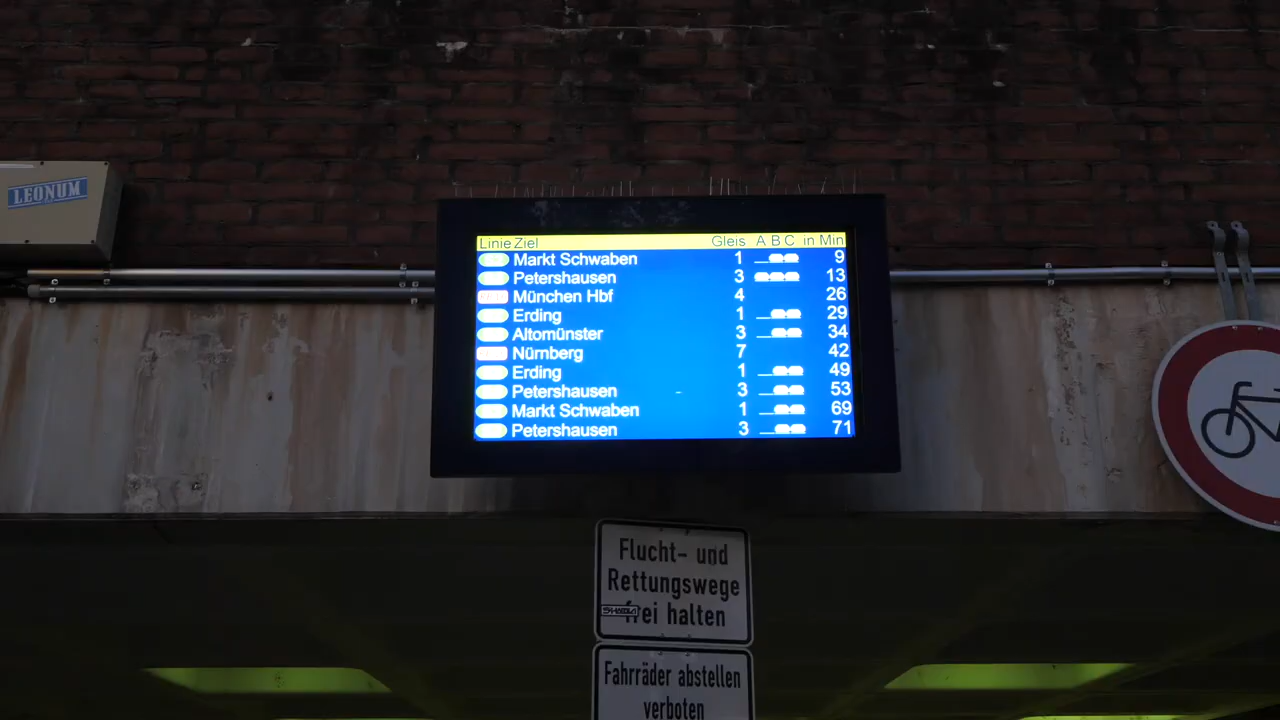 LEONUM
Linie Ziel Gleis A B C in Min
Markt Schwaben 1 9
Petershausen 3 13
München Hbf 4 26
Erding 1 29
Altomünster 3 34
Nürnberg 7 42
Erding 1 49
Petershausen 3 53
Markt Schwaben 1 69
Petershausen 3 71
Flucht- und
Rettungswege
frei halten
Fahrräder abstellen
verboten